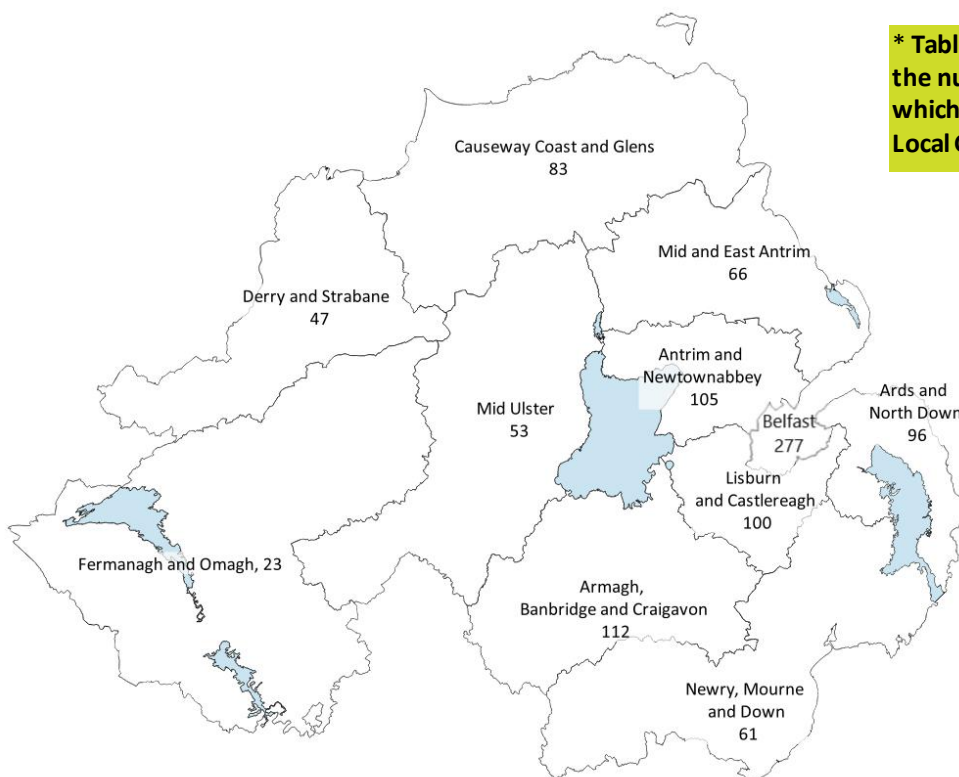 * Tabl
the nu
which
Local
Causeway Coast and Glens
83
Mid and East Antrim
66
Derry and Strabane
47
Antrim and
Newtownabbey
105
Ards and
North Down
96
Mid Ulster
53
Belfast
277
Lisburn
and Castlereagh
100
Fermanagh and Omagh, 23
Armagh,
Banbridge and Craigavon
112
Newry, Mourne
and Down
61